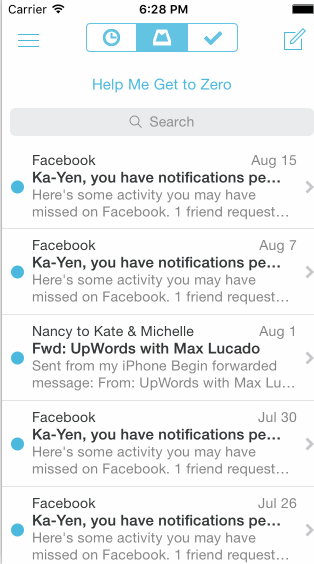 Carrier 6:28 PM
Help Me Get to Zero
Search
Facebook Aug 15
Ka-Yen, you have notifications pe...
Here's some activity you may have
missed on Facebook. 1 friend request...
Facebook Aug 7
Ka-Yen, you have notifications pe...
Here's some activity you may have
missed on Facebook. 1 friend request...
Nancy to Kate & Michelle Aug 1
Fwd: UpWords with Max Lucado
Sent from my iPhone Begin forwarded
message: From: UpWords with Max Lu...
Facebook Jul 30
Ka-Yen, you have notifications pe...
Here's some activity you may have
missed on Facebook. 1 friend request...
Facebook Jul 26
Ka-Yen, you have notifications pe...
Here's some activity you may have
missed on Facebook. 1 friend request...